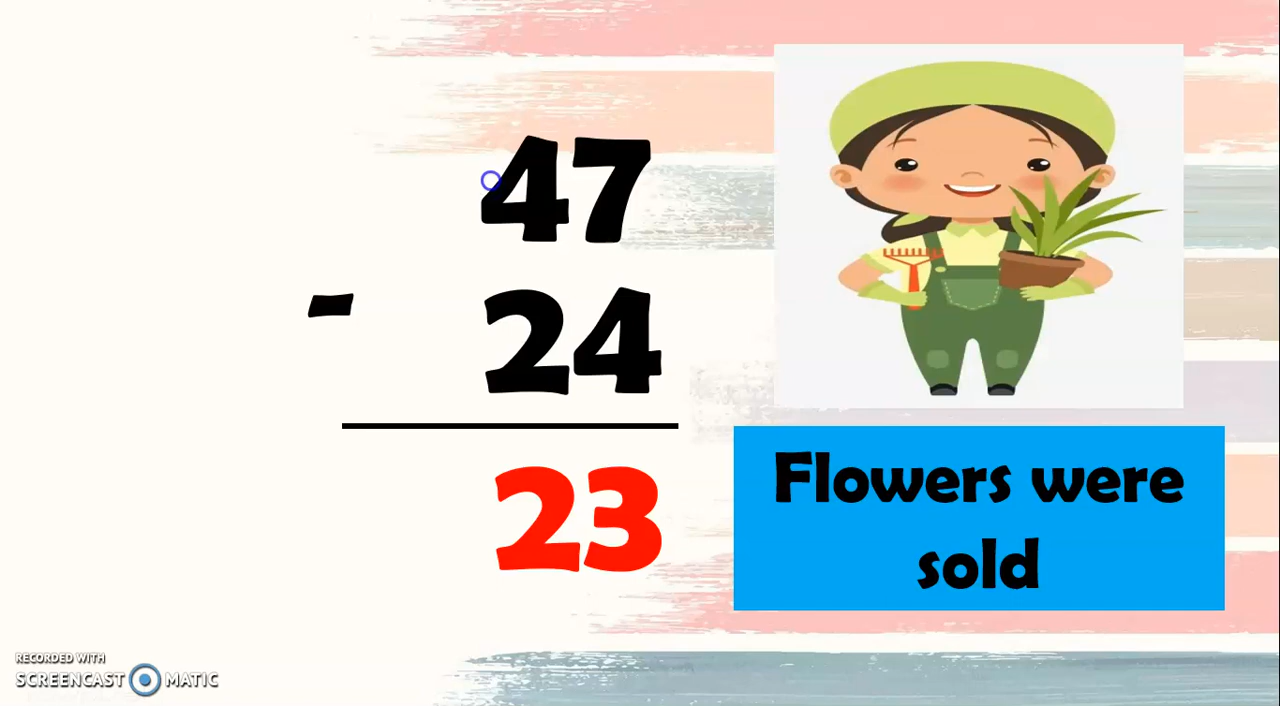 47
- 24
23
Flowers were
sold
RECORDED WITH
SCREENCAST MATIC